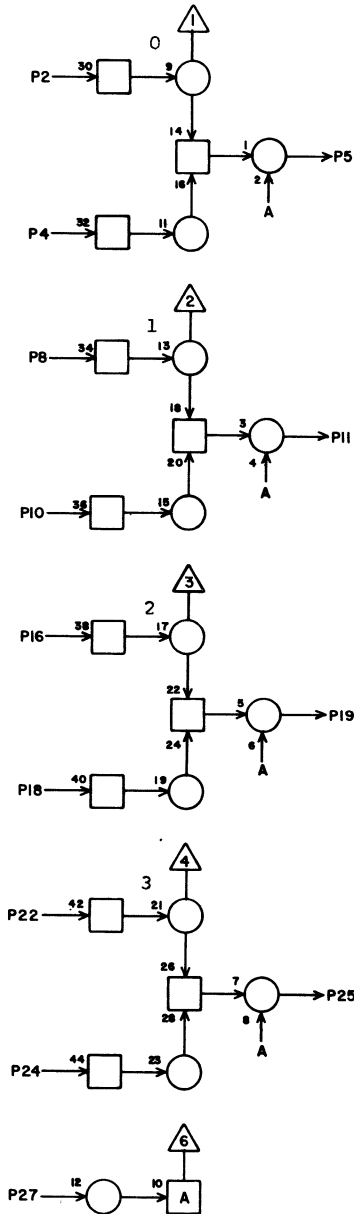 1
0
P2 30 9
14 1 P5
16 2
P4 32 11 A
2
1
P8 34 13
18 3 P11
20 4
P10 36 15 A
3
2
P16 38 17
22 5 P19
24 6
P18 40 19 A
4
3
P22 42 21
26 7 P25
28 8
P24 44 23 A
6
P27 12 10 A